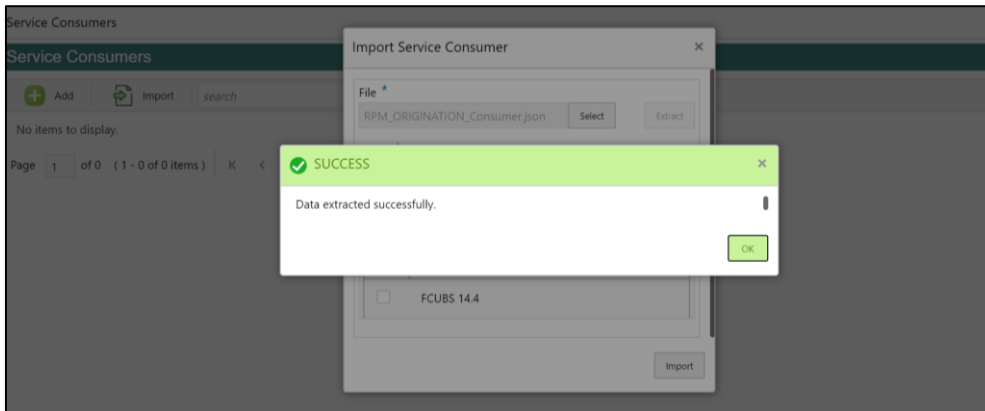 Service Consumers
Service Consumers
Add Import search
No items to display.
Page 1 of 0 ( 1 - 0 of 0 items ) K <
Import Service Consumer ×
File *
RPM_ORIGINATION_Consumer.json Select Extract
SUCCESS ×
Data extracted successfully.
OK
FCUBS 14.4
Import